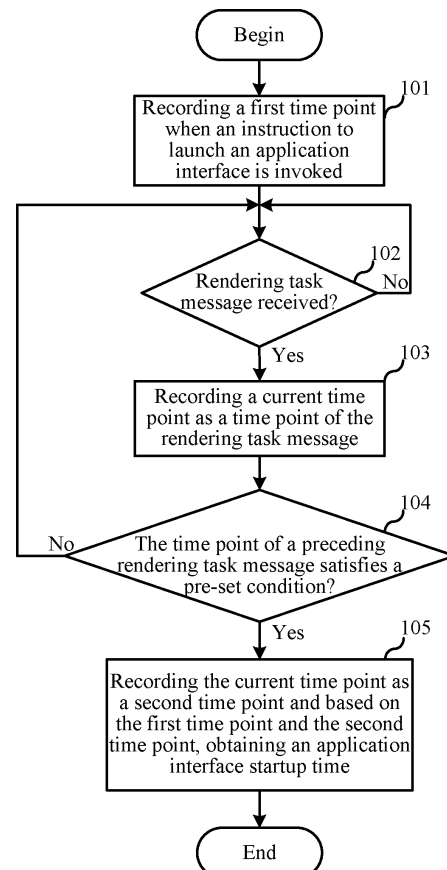 Begin
101
Recording a first time point
when an instruction to
launch an application
interface is invoked
102
Rendering task
message received?
No
Yes
103
Recording a current time
point as a time point of the
rendering task message
104
No
The time point of a preceding
rendering task message satisfies a
pre-set condition?
Yes
105
Recording the current time point as
a second time point and based on
the first time point and the second
time point, obtaining an application
interface startup time
End